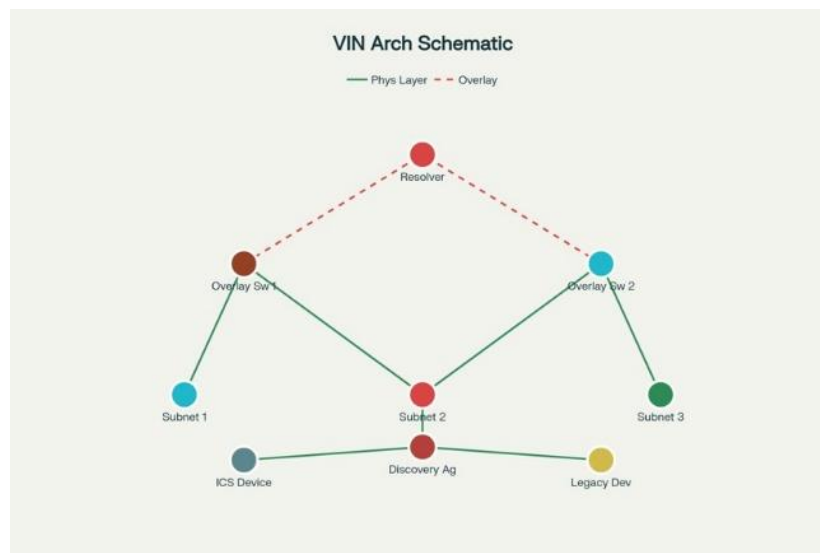 VIN Arch Schematic
Phys Layer Overlay
Resolver
Overlay Sw 1 Overlay Sw 2
Subnet 1 Subnet 2 Subnet 3
Discovery Ag
ICS Device Legacy Dev